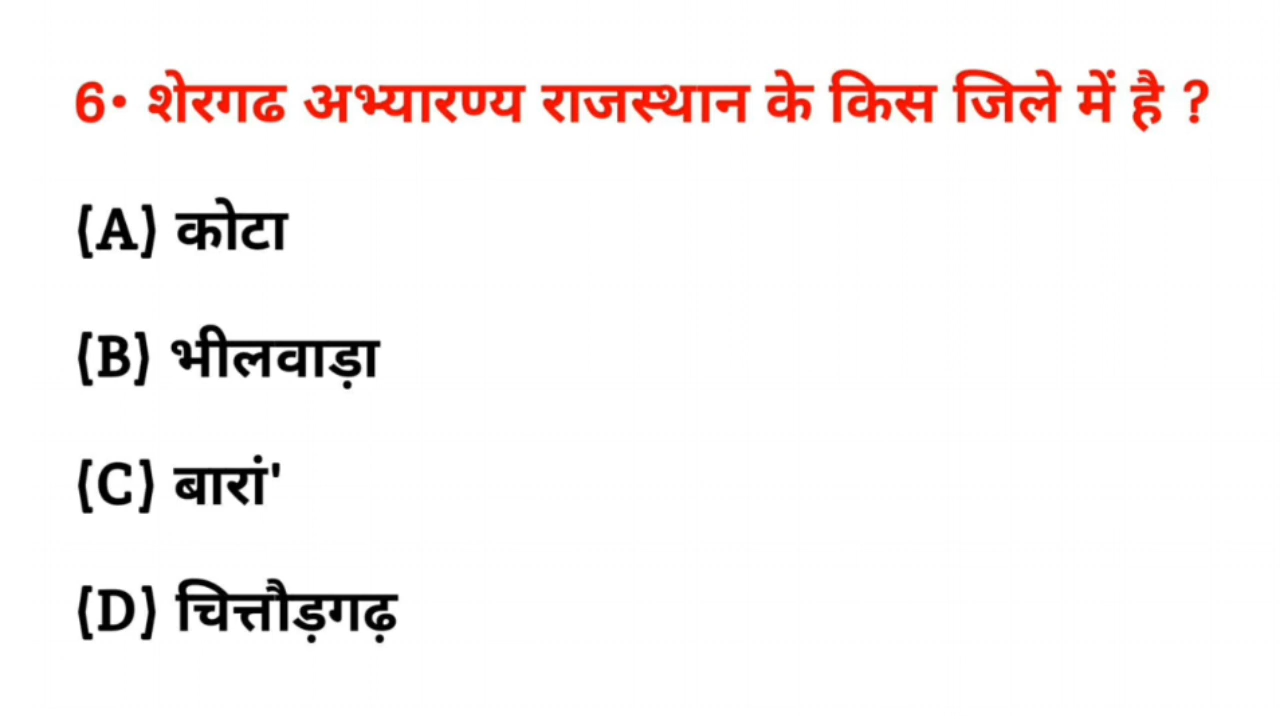 6• शेरगढ अभ्यारण्य राजस्थान के किस जिले में है ?
(A) कोटा
(B) भीलवाड़ा
(C) बारां'
(D) चित्तौड़गढ़